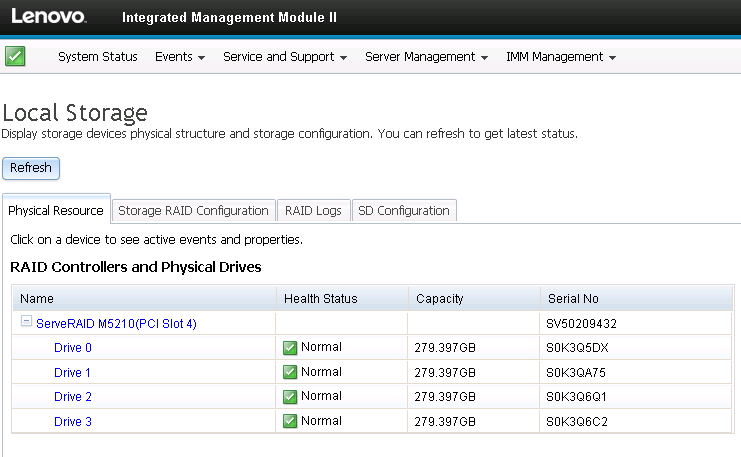 Lenovo. Integrated Management Module II
System Status Events Service and Support Server Management IMM Management
Local Storage
Display storage devices physical structure and storage configuration. You can refresh to get latest status.
Refresh
Physical Resource Storage RAID Configuration RAID Logs SD Configuration
Click on a device to see active events and properties.
RAID Controllers and Physical Drives
Name Health Status Capacity Serial No
ServeRAID M5210(PCI Slot 4) SV50209432
Drive 0 Normal 279.397GB S0K3Q5DX
Drive 1 Normal 279.397GB S0K3QA75
Drive 2 Normal 279.397GB S0K3Q6Q1
Drive 3 Normal 279.397GB S0K3Q6C2